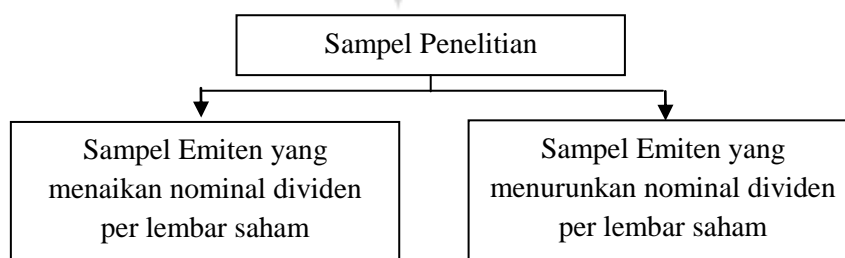 Sampel Penelitian
Sampel Emiten yang
menaikan nominal dividen
per lembar saham
Sampel Emiten yang
menurunkan nominal dividen
per lembar saham